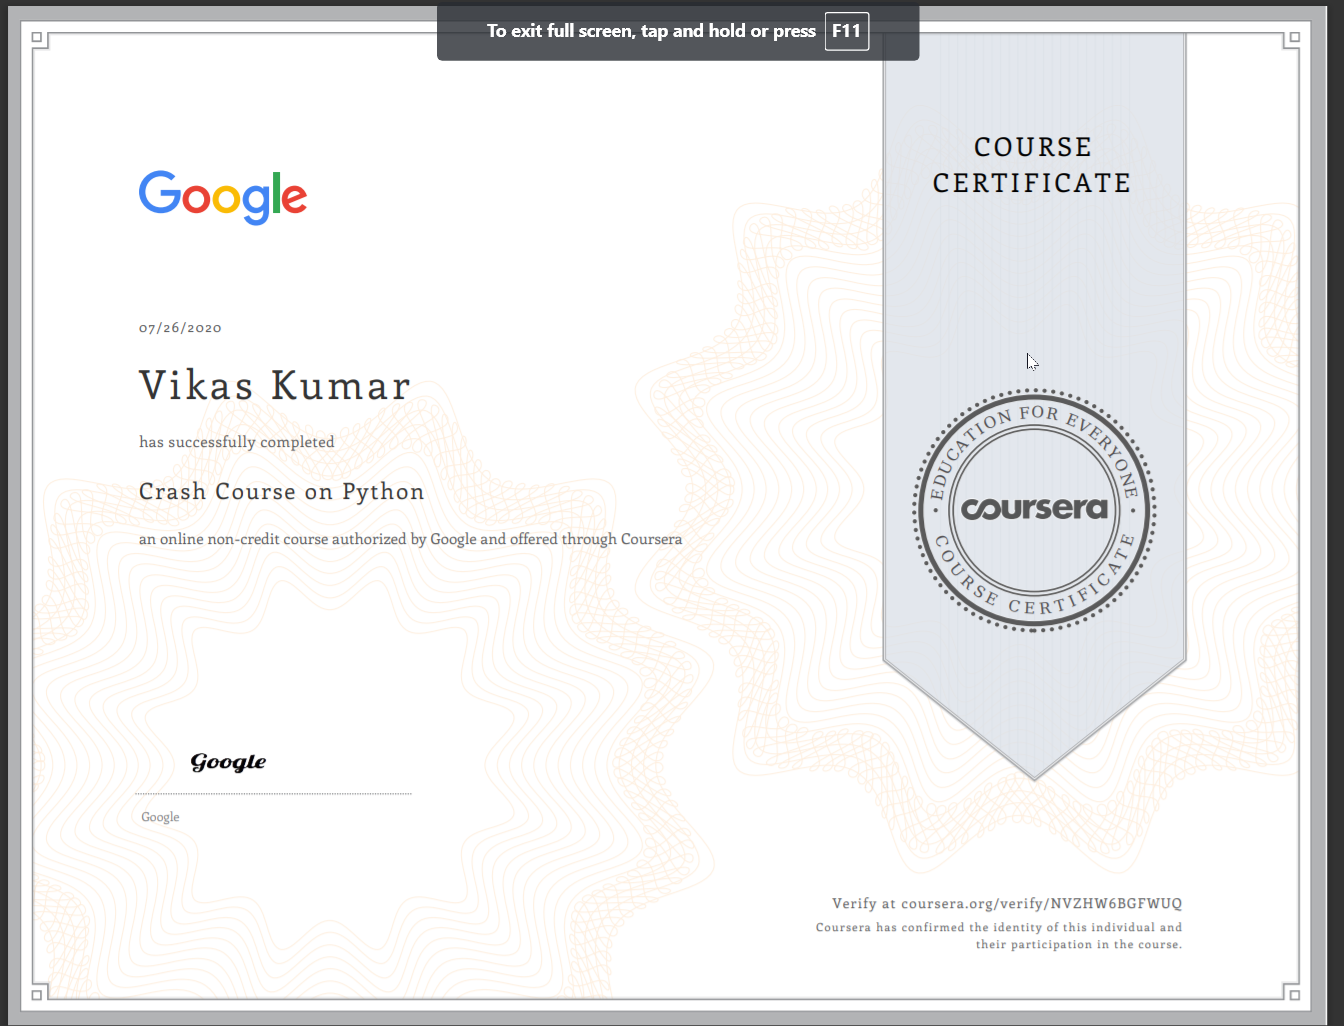 To exit full screen, tap and hold or press F11
COURSE
CERTIFICATE
Google
07/26/2020
Vikas Kumar
has successfully completed
Crash Course on Python
an online non-credit course authorized by Google and offered through Coursera
EDUCATION FOR EVERYONE
coursera
COURSE CERTIFICATE
Google
Google
Verify at coursera.org/verify/NVZHW6BGFWUQ
Coursera has confirmed the identity of this individual and
their participation in the course.